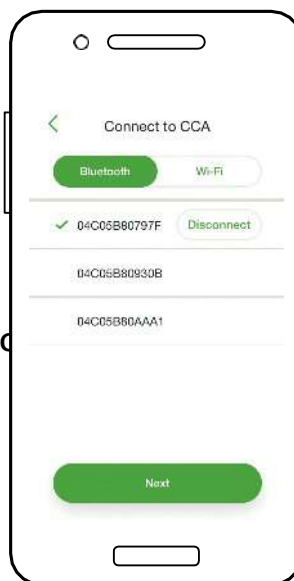 Connect to CCA
Bluetooth Wi-Fi
04C05B80797F Disconnect
04C05B80930B
04C05B80AAA1
Next